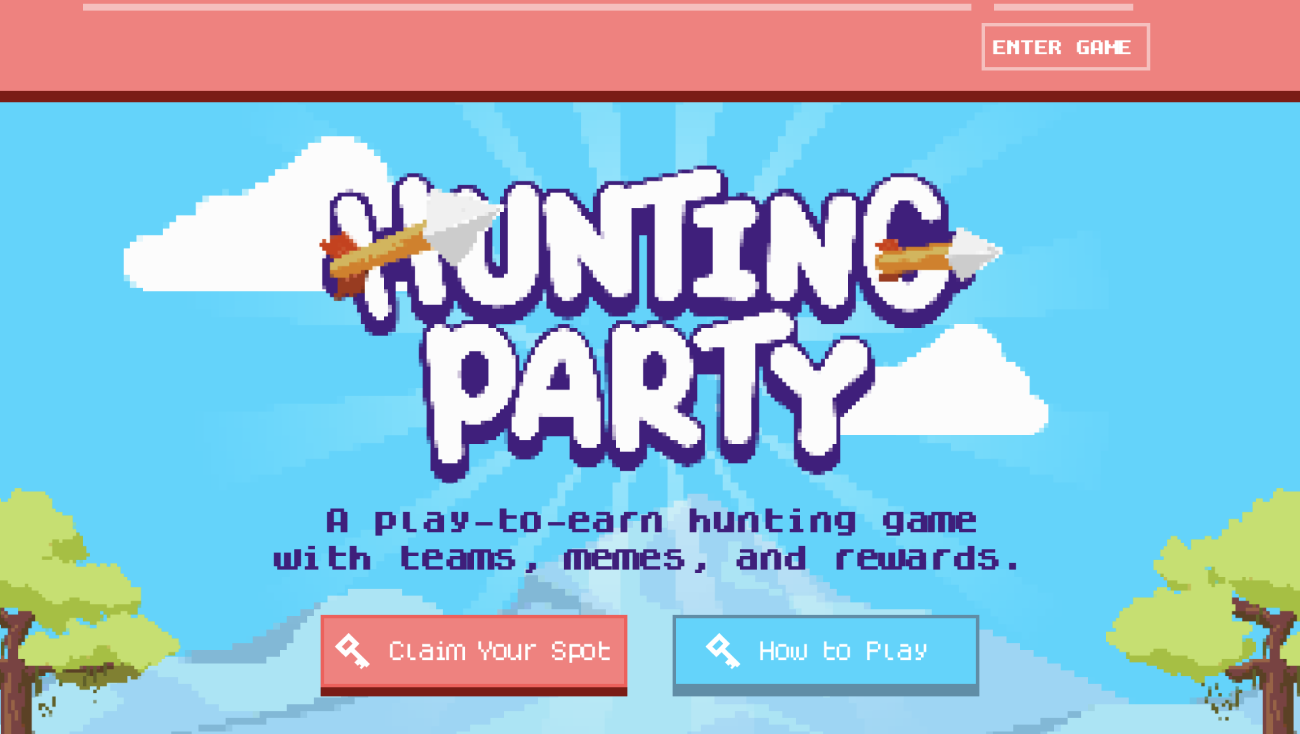 ENTER GAME
HUNTING
PARTY
A play-to-earn hunting game
with teams, memes, and rewards.
Claim Your Spot
How to Play